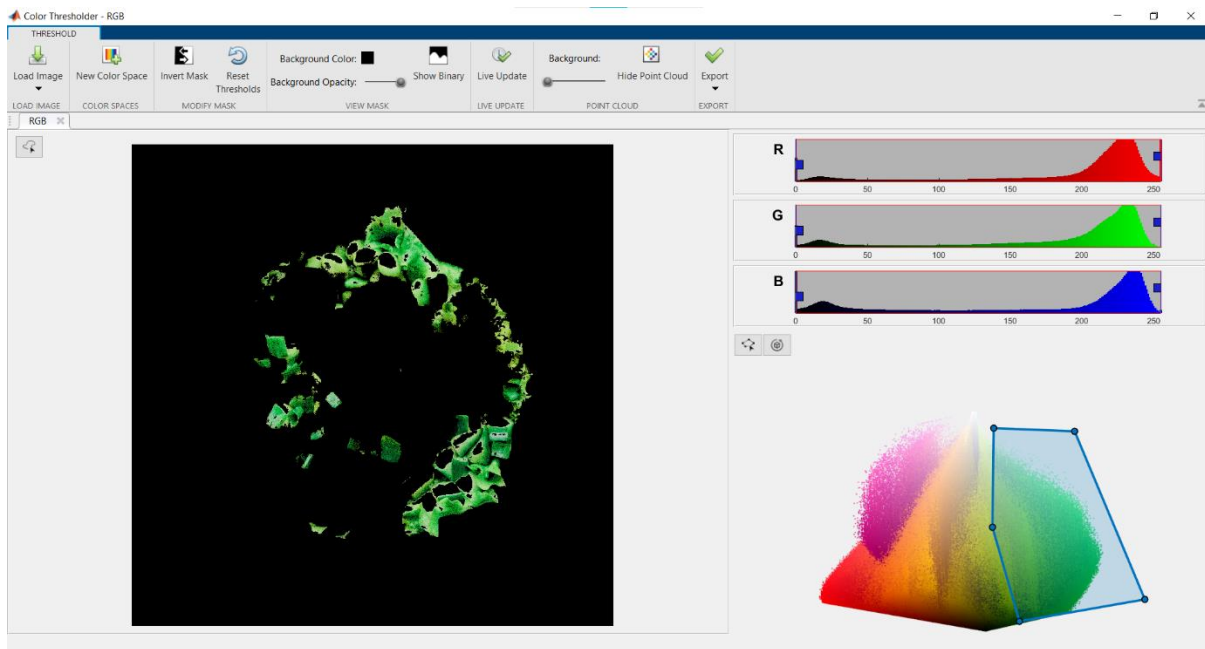 Color Thresholder - RGB
THRESHOLD
Load Image
New Color Space
Invert Mask
Reset
Thresholds
Background Color:
Background Opacity:
Show Binary
Live Update
Background:
Hide Point Cloud
Export
LOAD IMAGE
COLOR SPACES
MODIFY MASK
VIEW MASK
LIVE UPDATE
POINT CLOUD
EXPORT
RGB
R
0 50 100 150 200 250
G
0 50 100 150 200 250
B
0 50 100 150 200 250